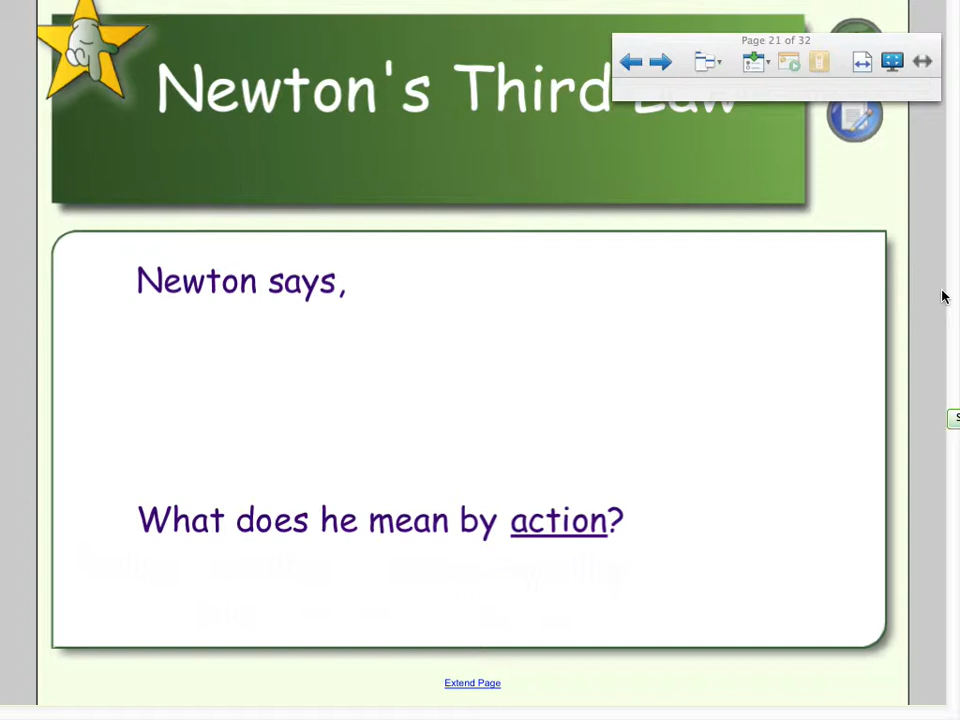 Page 21 of 32
Newton's Third Law
Newton says,
What does he mean by action?
Extend Page